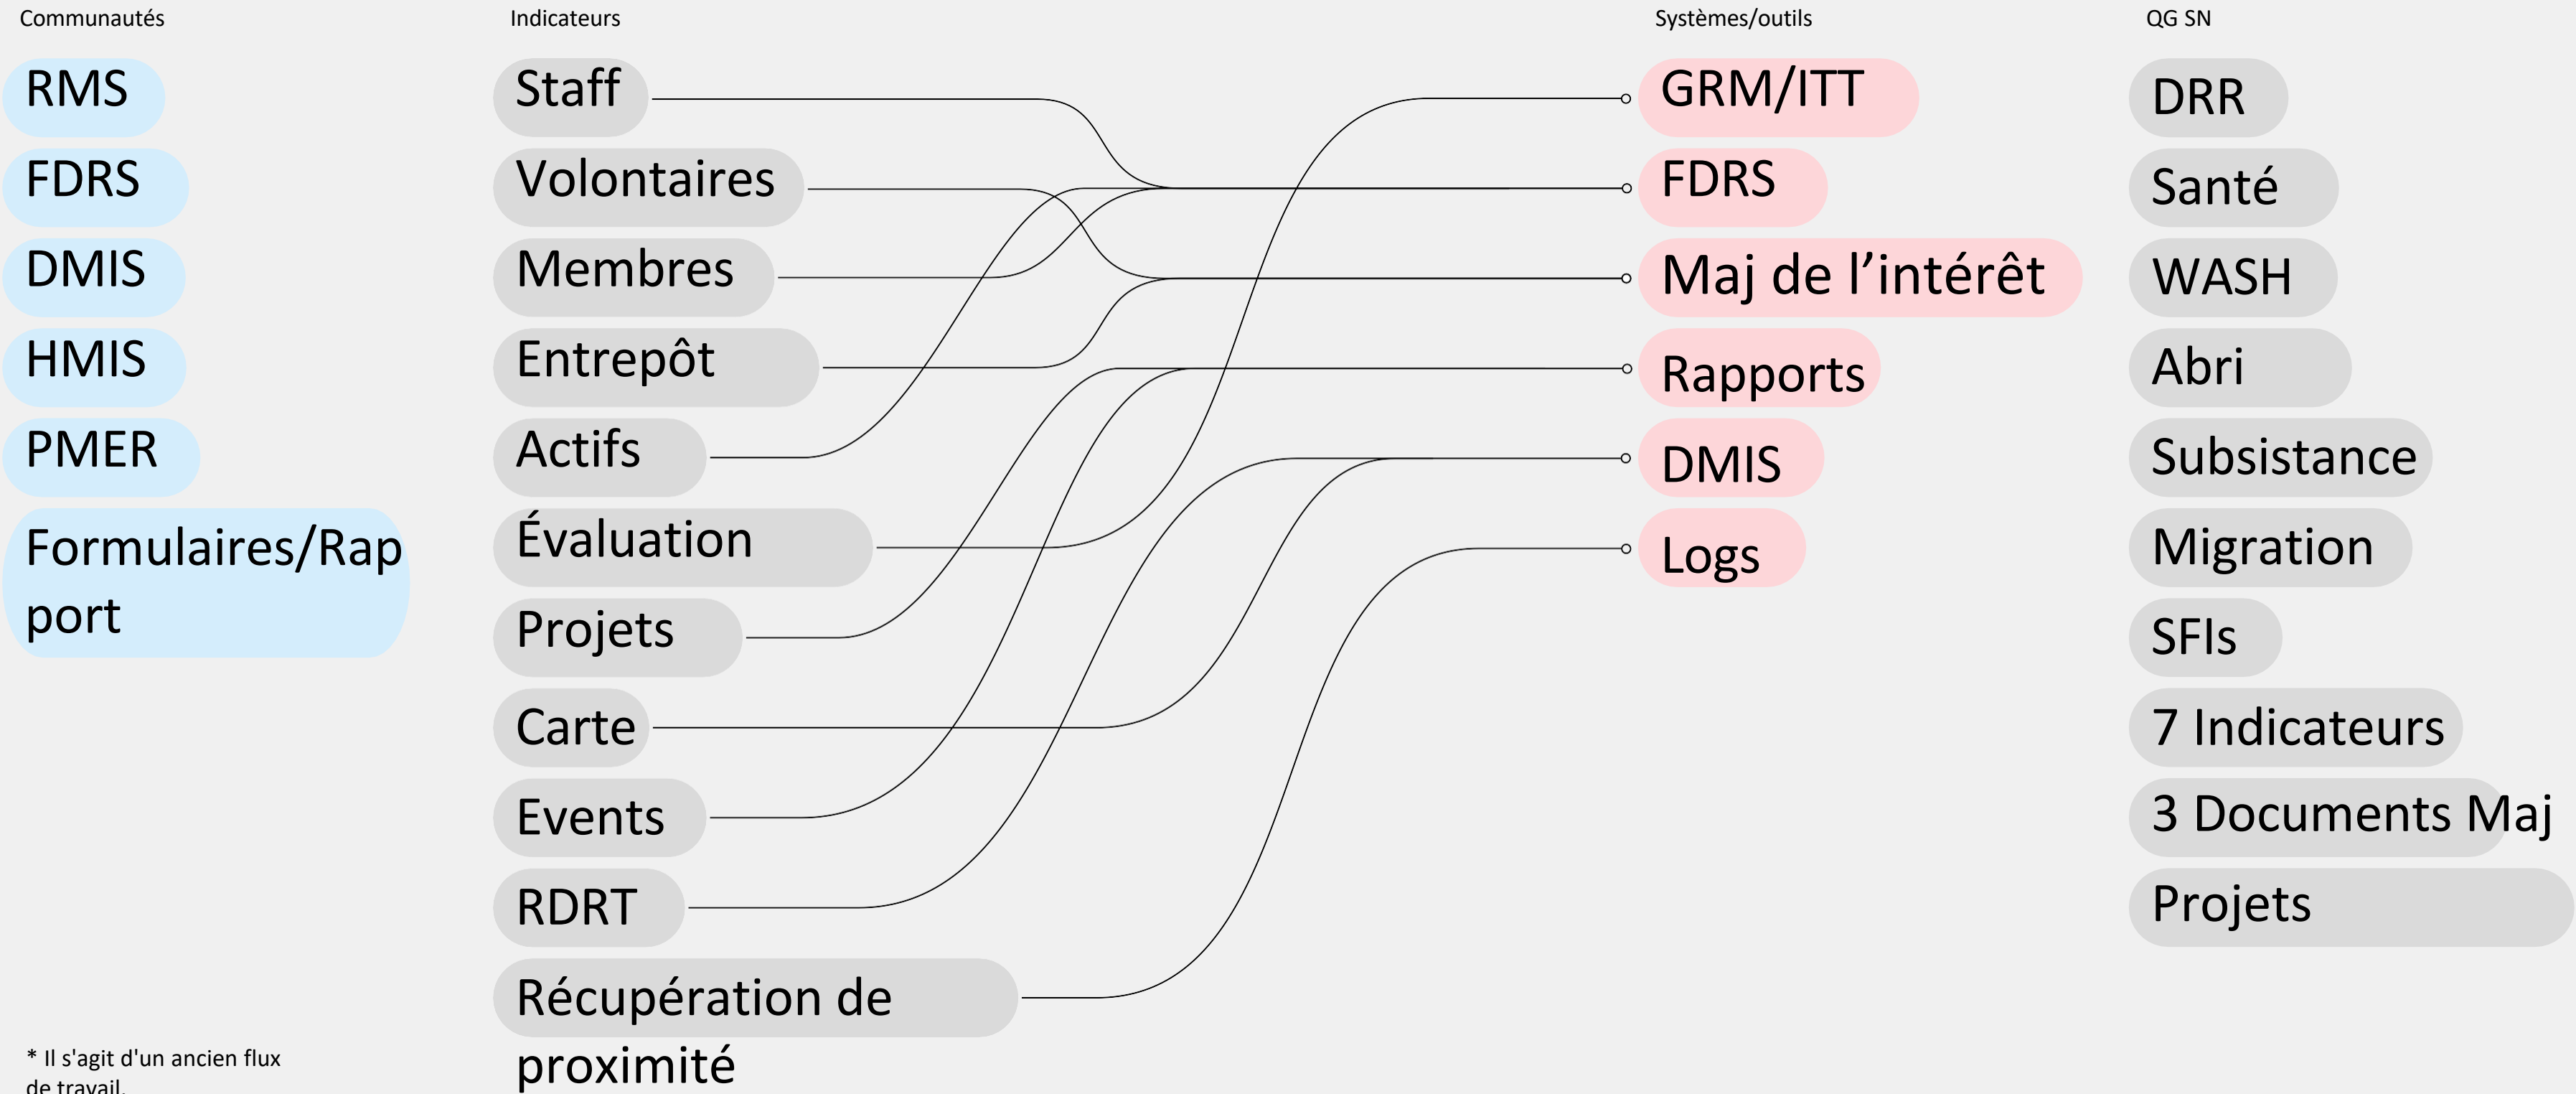 Communautés
RMS
FDRS
DMIS
HMIS
PMER
Formulaires/Rap
port
* Il s'agit d'un ancien flux
de travail.
Indicateurs
Staff
Volontaires
Membres
Entrepôt
Actifs
Évaluation
Projets
Carte
Events
RDRT
Récupération de
proximité
Systèmes/outils
GRM/ITT
FDRS
Maj de l’intérêt
Rapports
DMIS
Logs
QG SN
DRR
Santé
WASH
Abri
Subsistance
Migration
SFIs
7 Indicateurs
3 Documents Maj
Projets